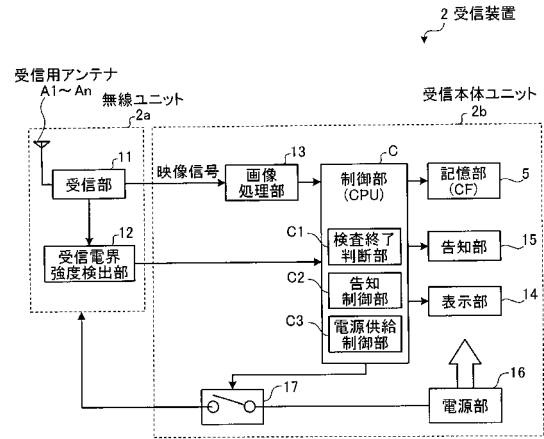 2 受信装置
受信用アンテナ
A1～An
無線ユニット
2a
受信本体ユニット
2b
11
受信部
映像信号
13
画像
処理部
C
制御部
(CPU)
記憶部
(CF)
5
12
受信電界
強度検出部
C1
検査終了
判断部
告知部
15
C2
告知
制御部
表示部
14
C3
電源供給
制御部
17
16
電源部